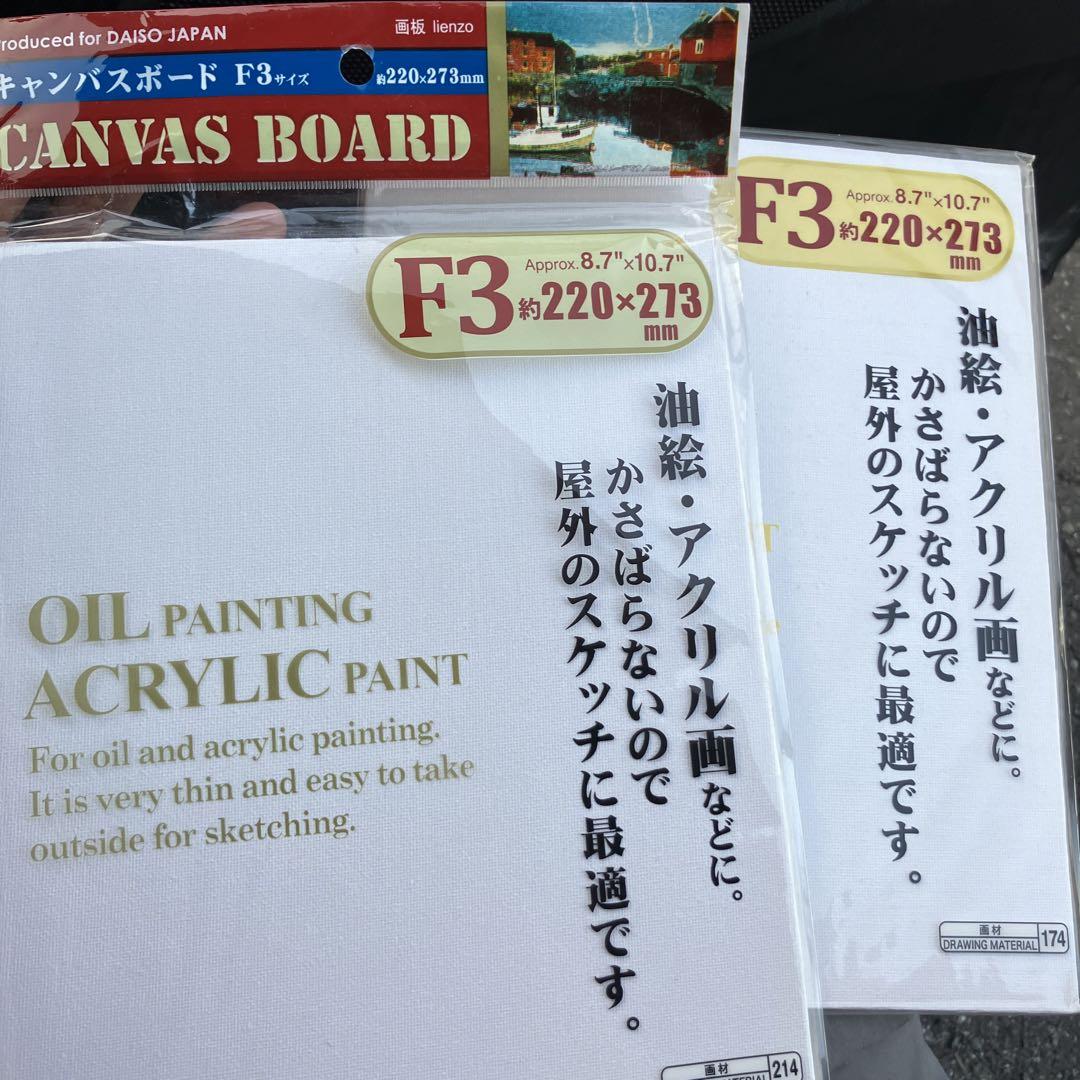 Produced for DAISO JAPAN
画板 lienzo
キャンバスボード F3サイズ
約220×273mm
CANVAS BOARD
F3 Approx. 8.7"×10.7"
約220×273
mm
油絵・アクリル画などに。
かさばらないので
屋外のスケッチに最適です。
OIL PAINTING
ACRYLIC PAINT
For oil and acrylic painting.
It is very thin and easy to take
outside for sketching.
画材
DRAWING MATERIAL 214
F3 Approx. 8.7"×10.7"
約220×273
mm
油絵・アクリル画などに。
かさばらないので
屋外のスケッチに最適です。
画材
DRAWING MATERIAL 174